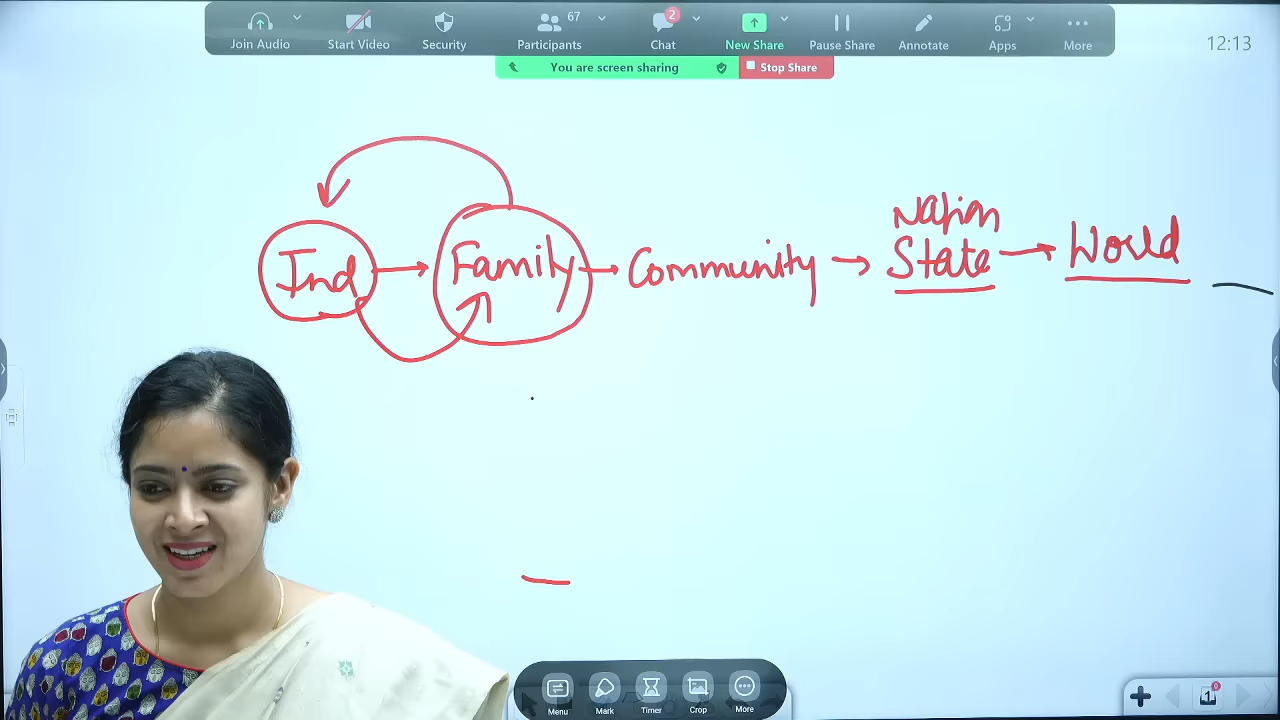 Join Audio
Start Video
Security
Participants 67
Chat 2
New Share
Pause Share
Annotate
Apps
More
12:13
You are screen sharing
Stop Share
Ind → Family → Community → Nation State → World
Menu
Mark
Timer
Crop
More
1